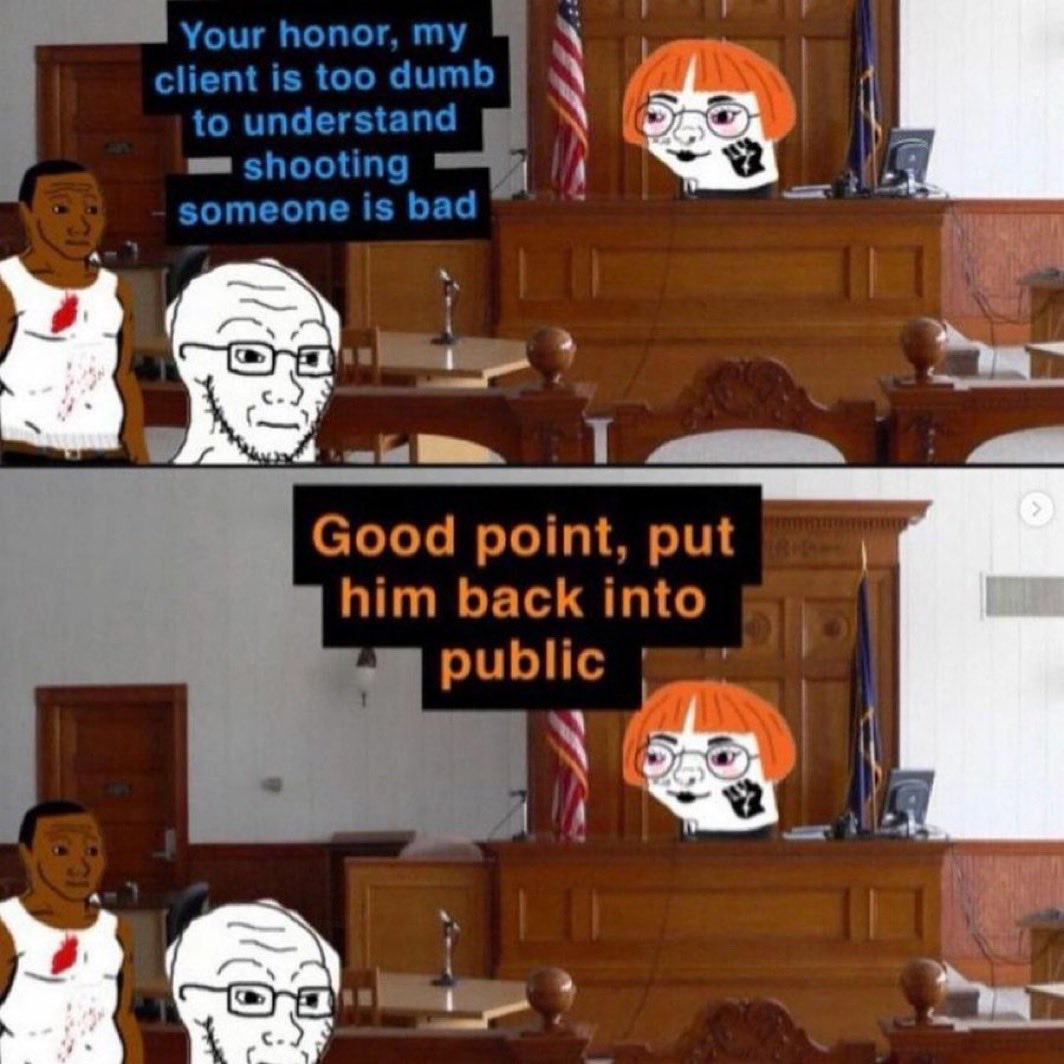 Your honor, my
client is too dumb
to understand
shooting
someone is bad
Good point, put
him back into
public